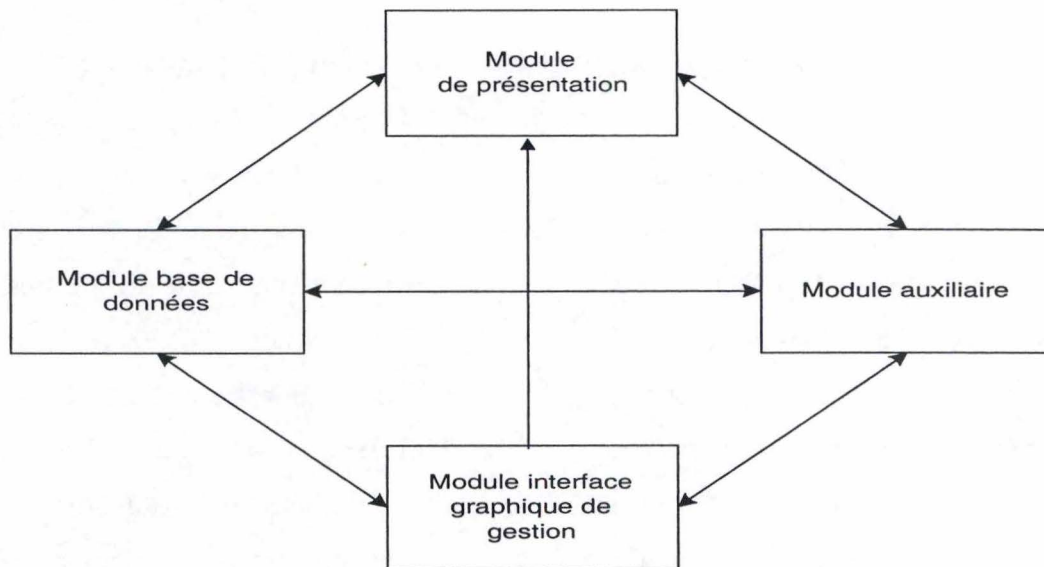 Module
de présentation
Module base de
données
Module auxiliaire
Module interface
graphique de
gestion